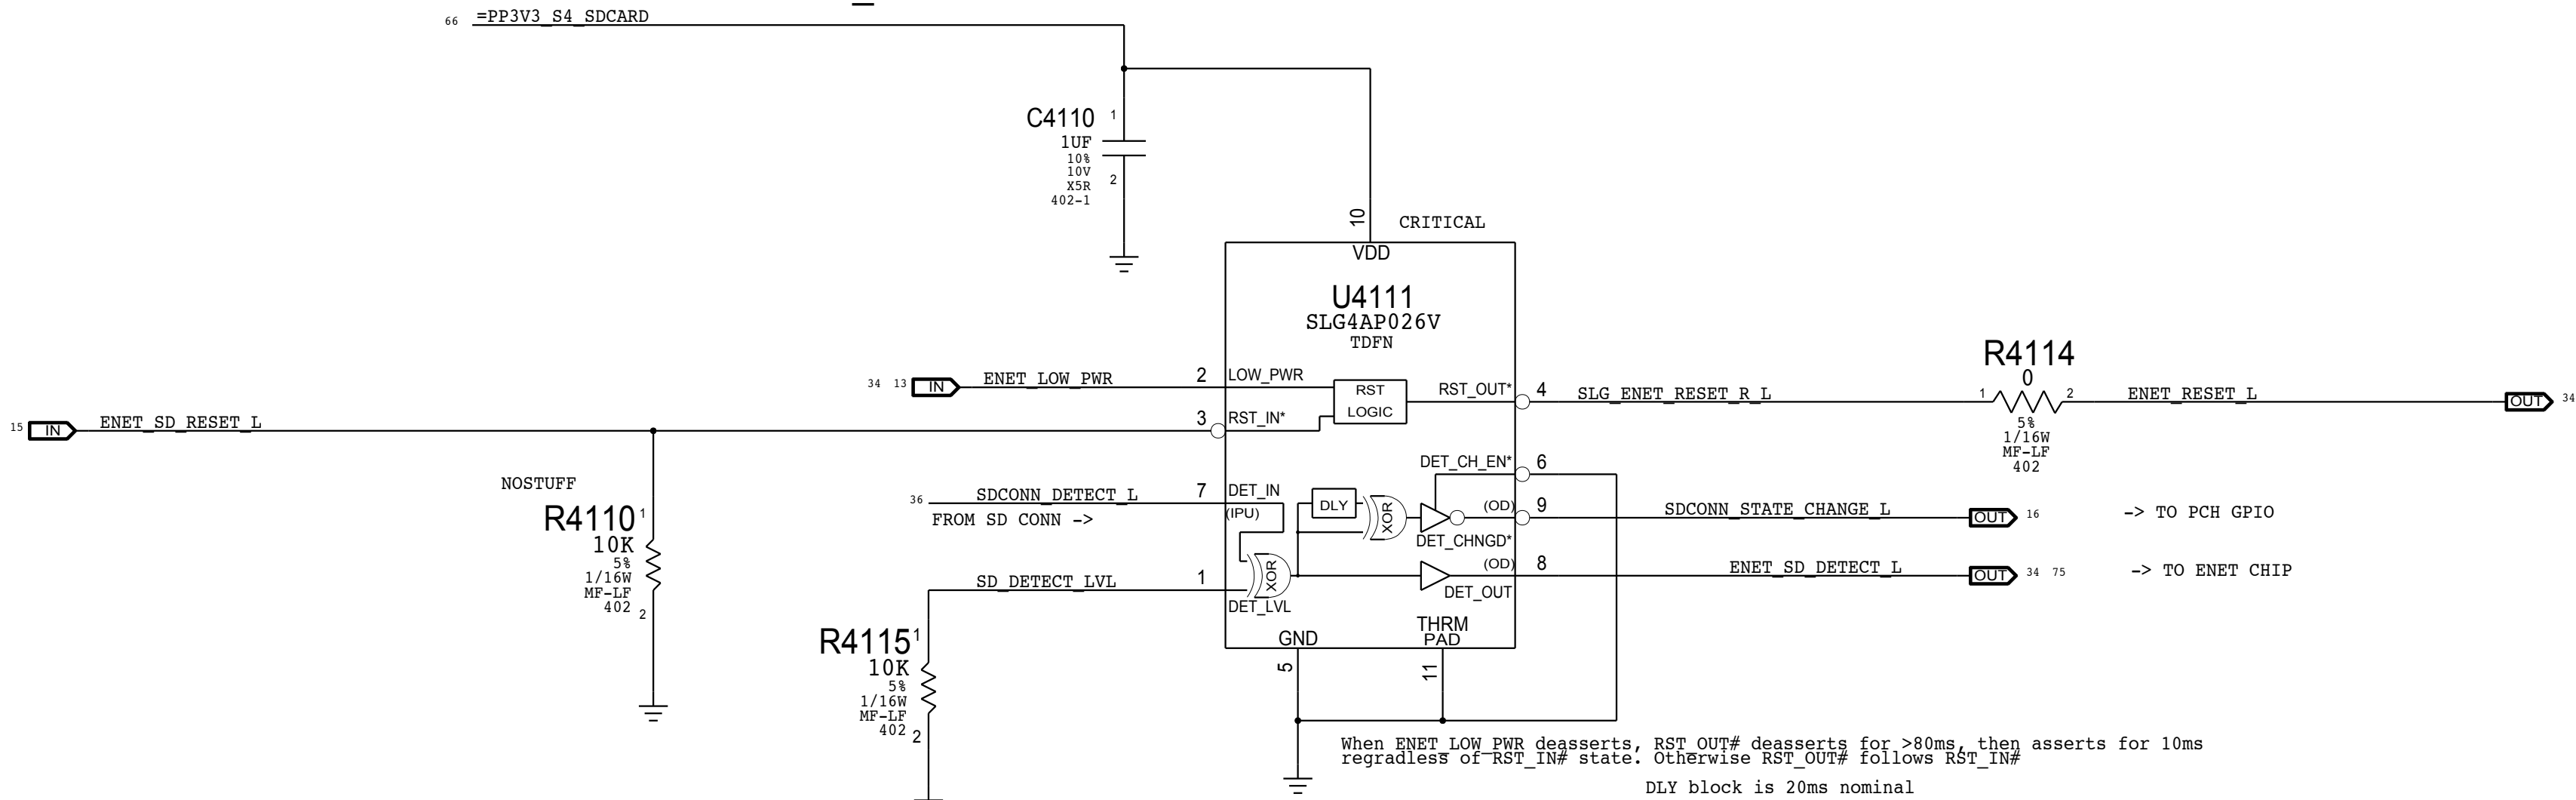 66 =PP3V3_S4_SDCARD
C4110 1
1UF
10%
10V
X5R
402-1
2
10
CRITICAL
VDD
U4111
SLG4AP026V
TDFN
34 13 IN ENET_LOW_PWR 2 LOW_PWR
RST
LOGIC
RST_OUT* 4 SLG_ENET_RESET_R_L
R4114
0
1 2
5%
1/16W
MF-LF
402
ENET_RESET_L OUT 34
15 IN ENET_SD_RESET_L 3 RST_IN*
NOSTUFF
R4110 1
10K
5%
1/16W
MF-LF
402
2
36 SDCONN_DETECT_L 7 DET_IN
(IPU)
FROM SD CONN ->
DLY
XOR
DET_CH_EN* 6
(OD) 9 SDCONN_STATE_CHANGE_L OUT 16 -> TO PCH GPIO
DET_CHNGD*
SD_DETECT_LVL 1
XOR
DET_LVL
(OD) 8 ENET_SD_DETECT_L OUT 34 75 -> TO ENET CHIP
DET_OUT
R4115 1
10K
5%
1/16W
MF-LF
402
2
GND
THRM
PAD
5
11
When ENET_LOW_PWR deasserts, RST_OUT# deasserts for >80ms, then asserts for 10ms
regradless of RST_IN# state. Otherwise RST_OUT# follows RST_IN#
DLY block is 20ms nominal